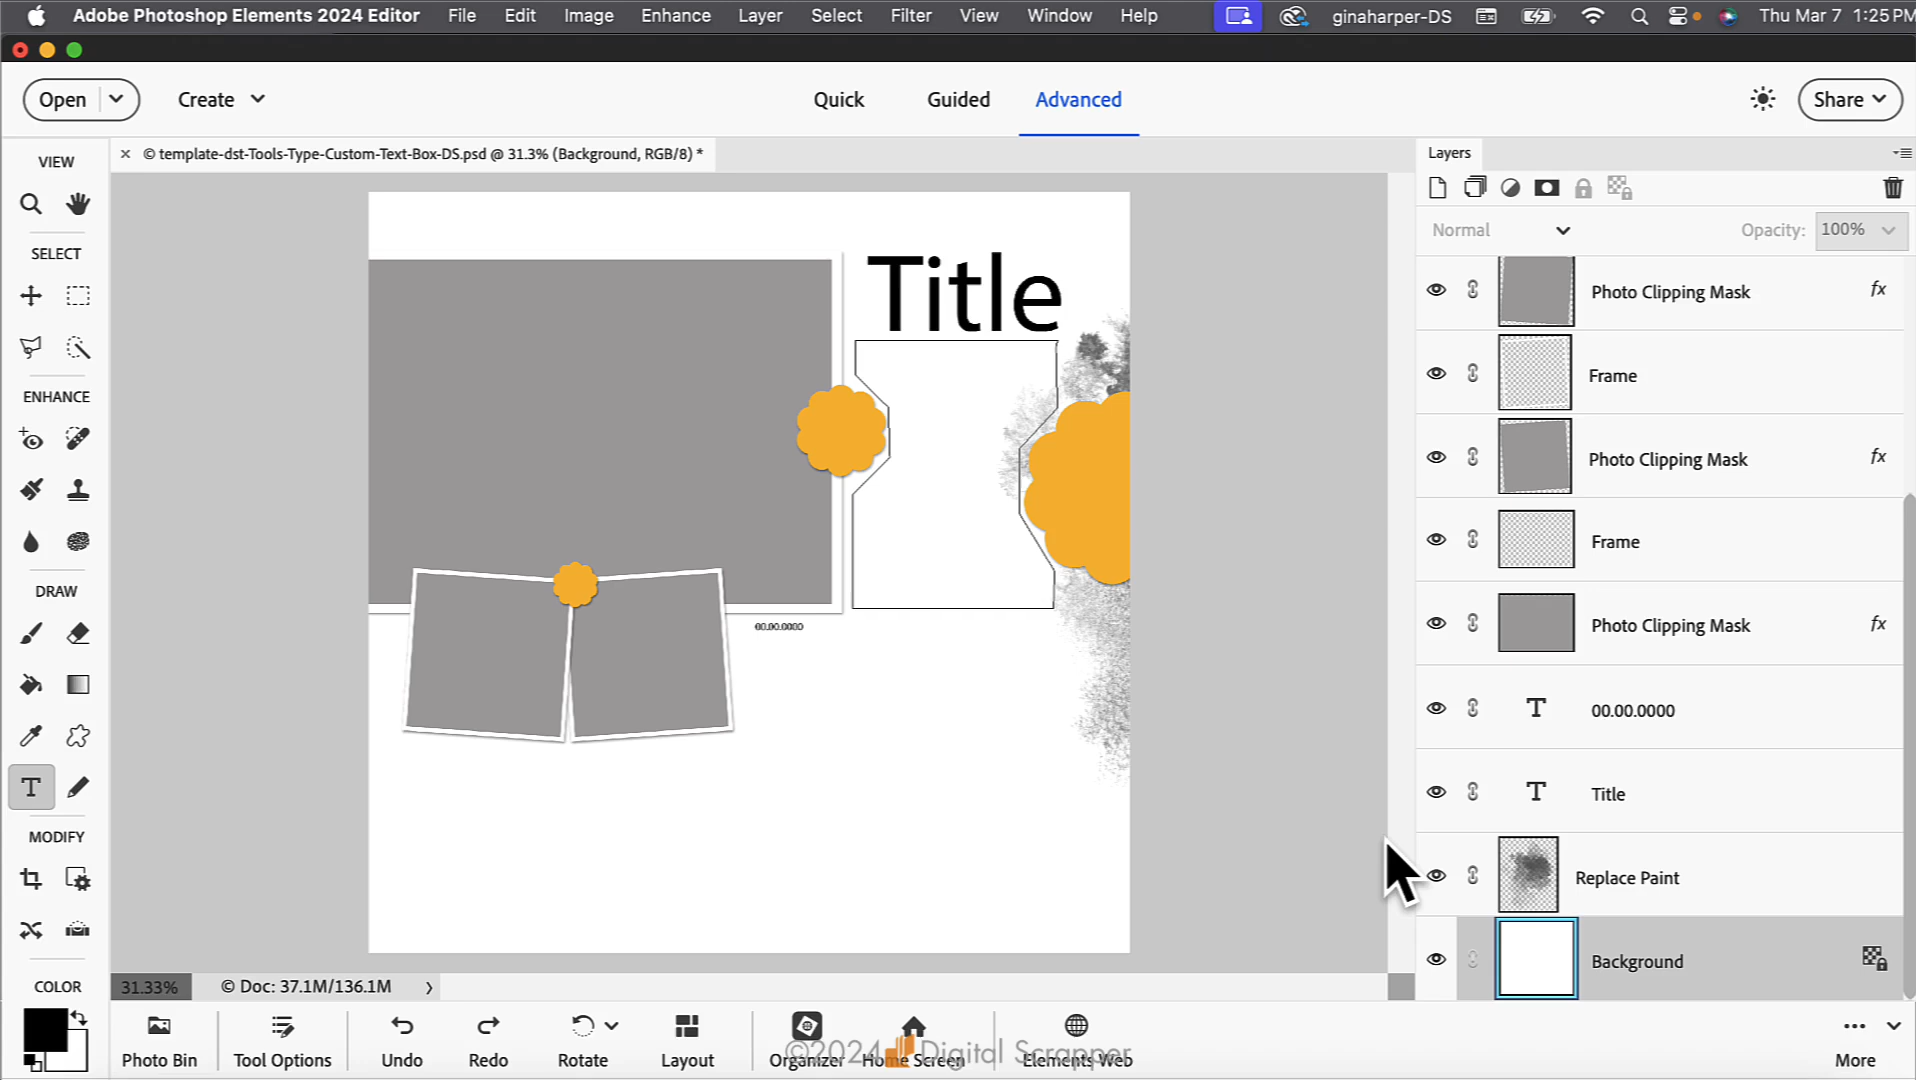 Adobe Photoshop Elements 2024 Editor File Edit Image Enhance Layer Select Filter View Window Help ginaharper-DS Thu Mar 7 1:25 PM
Open Create Quick Guided Advanced Share
VIEW
× © template-dst-Tools-Type-Custom-Text-Box-DS.psd @ 31.3% (Background, RGB/8) *
Layers
SELECT
Normal Opacity: 100%
Title
Photo Clipping Mask fx
Frame
ENHANCE
Photo Clipping Mask fx
Frame
DRAW
00.00.0000
Photo Clipping Mask fx
T 00.00.0000
T Title
MODIFY
Replace Paint
Background
COLOR
31.33% © Doc: 37.1M/136.1M
Photo Bin Tool Options Undo Redo Rotate Layout Organizer Home Screen Elements Web More
©2024 Digital Scrapper